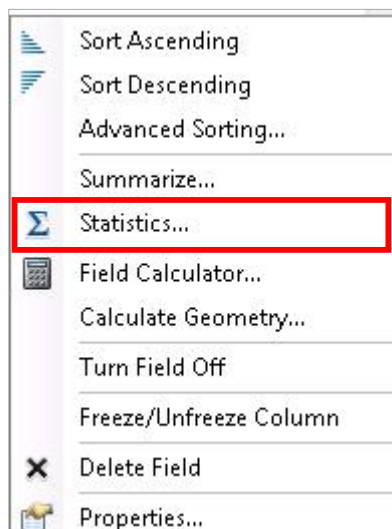 Sort Ascending
Sort Descending
Advanced Sorting...
Summarize...
Statistics...
Field Calculator...
Calculate Geometry...
Turn Field Off
Freeze/Unfreeze Column
Delete Field
Properties...